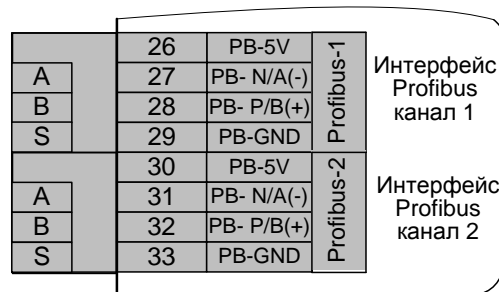 26 PB-5V
A 27 PB- N/A(-)
B 28 PB- P/B(+)
S 29 PB-GND
Profibus-1
Интерфейс
Profibus
канал 1
30 PB-5V
A 31 PB- N/A(-)
B 32 PB- P/B(+)
S 33 PB-GND
Profibus-2
Интерфейс
Profibus
канал 2